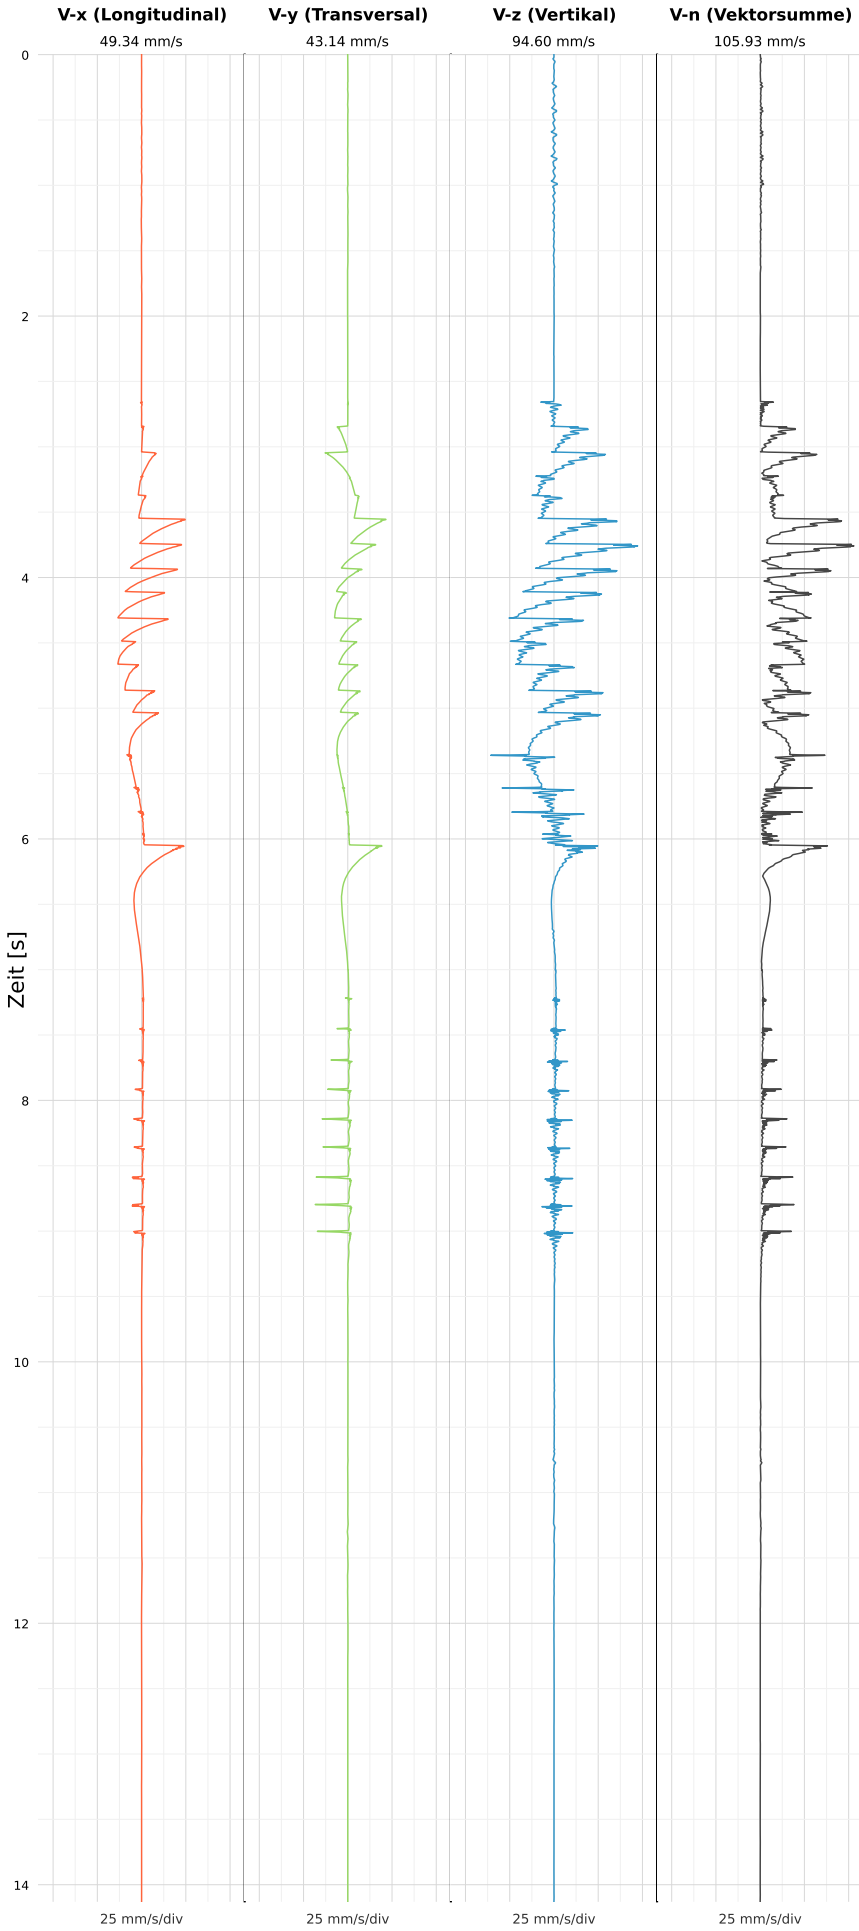 V-x (Longitudinal) V-y (Transversal) V-z (Vertikal) V-n (Vektorsumme)
49.34 mm/s 43.14 mm/s 94.60 mm/s 105.93 mm/s
0
2
4
6
Zeit [s]
8
10
12
14
25 mm/s/div 25 mm/s/div 25 mm/s/div 25 mm/s/div